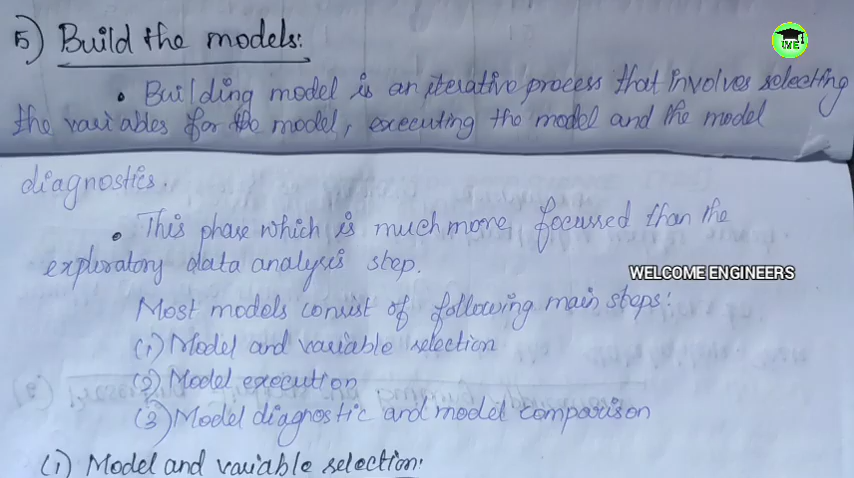 5) Build the models:
• Building model is an iterative process that involves selecting
the variables for the model, executing the model and the model
diagnostics.
• This phase which is much more focussed than the
exploratory data analysis step.
WELCOME ENGINEERS
Most models consist of following main steps:
(1) Model and variable selection
(2) Model execution
(3) Model diagnostic and model comparison
(1) Model and variable selection:
WE